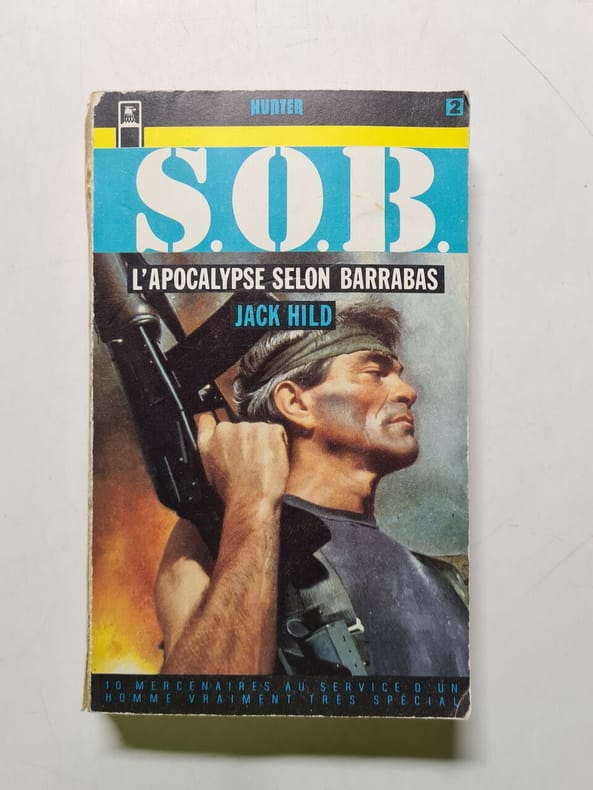 HUNTER
2
S.O.B.
L'APOCALYPSE SELON BARRABAS
JACK HILD
10 MERCENAIRES AU SERVICE D'UN
HOMME VRAIMENT TRÈS SPÉCIAL